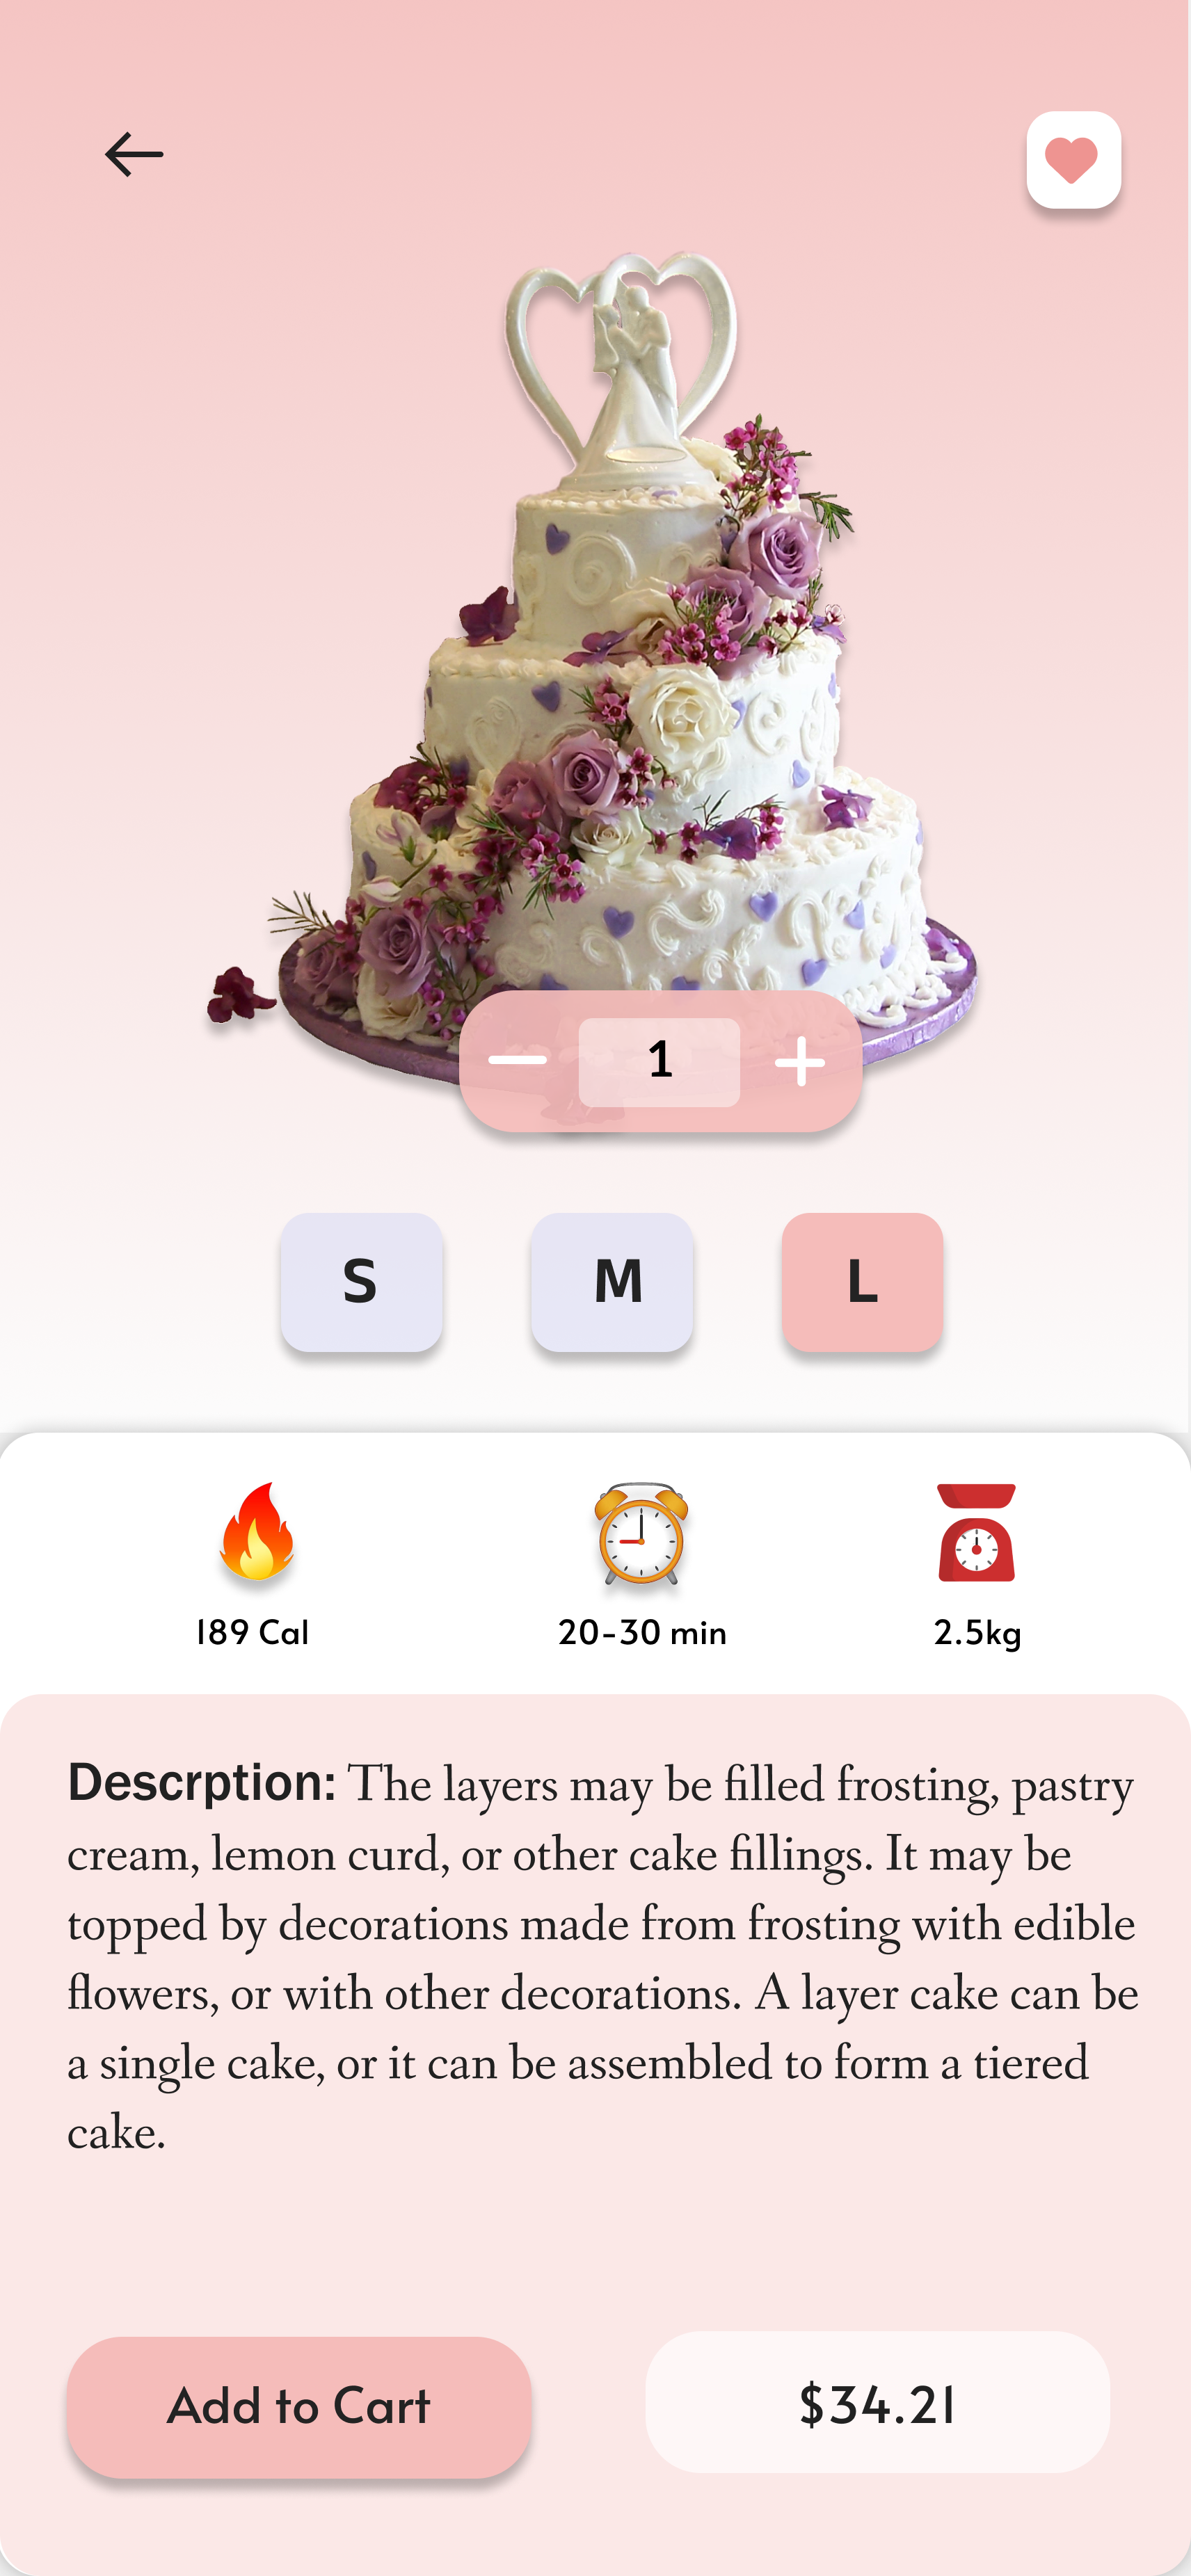 1
S M L
189 Cal 20-30 min 2.5kg
Descrption: The layers may be filled frosting, pastry
cream, lemon curd, or other cake fillings. It may be
topped by decorations made from frosting with edible
flowers, or with other decorations. A layer cake can be
a single cake, or it can be assembled to form a tiered
cake.
Add to Cart $34.21